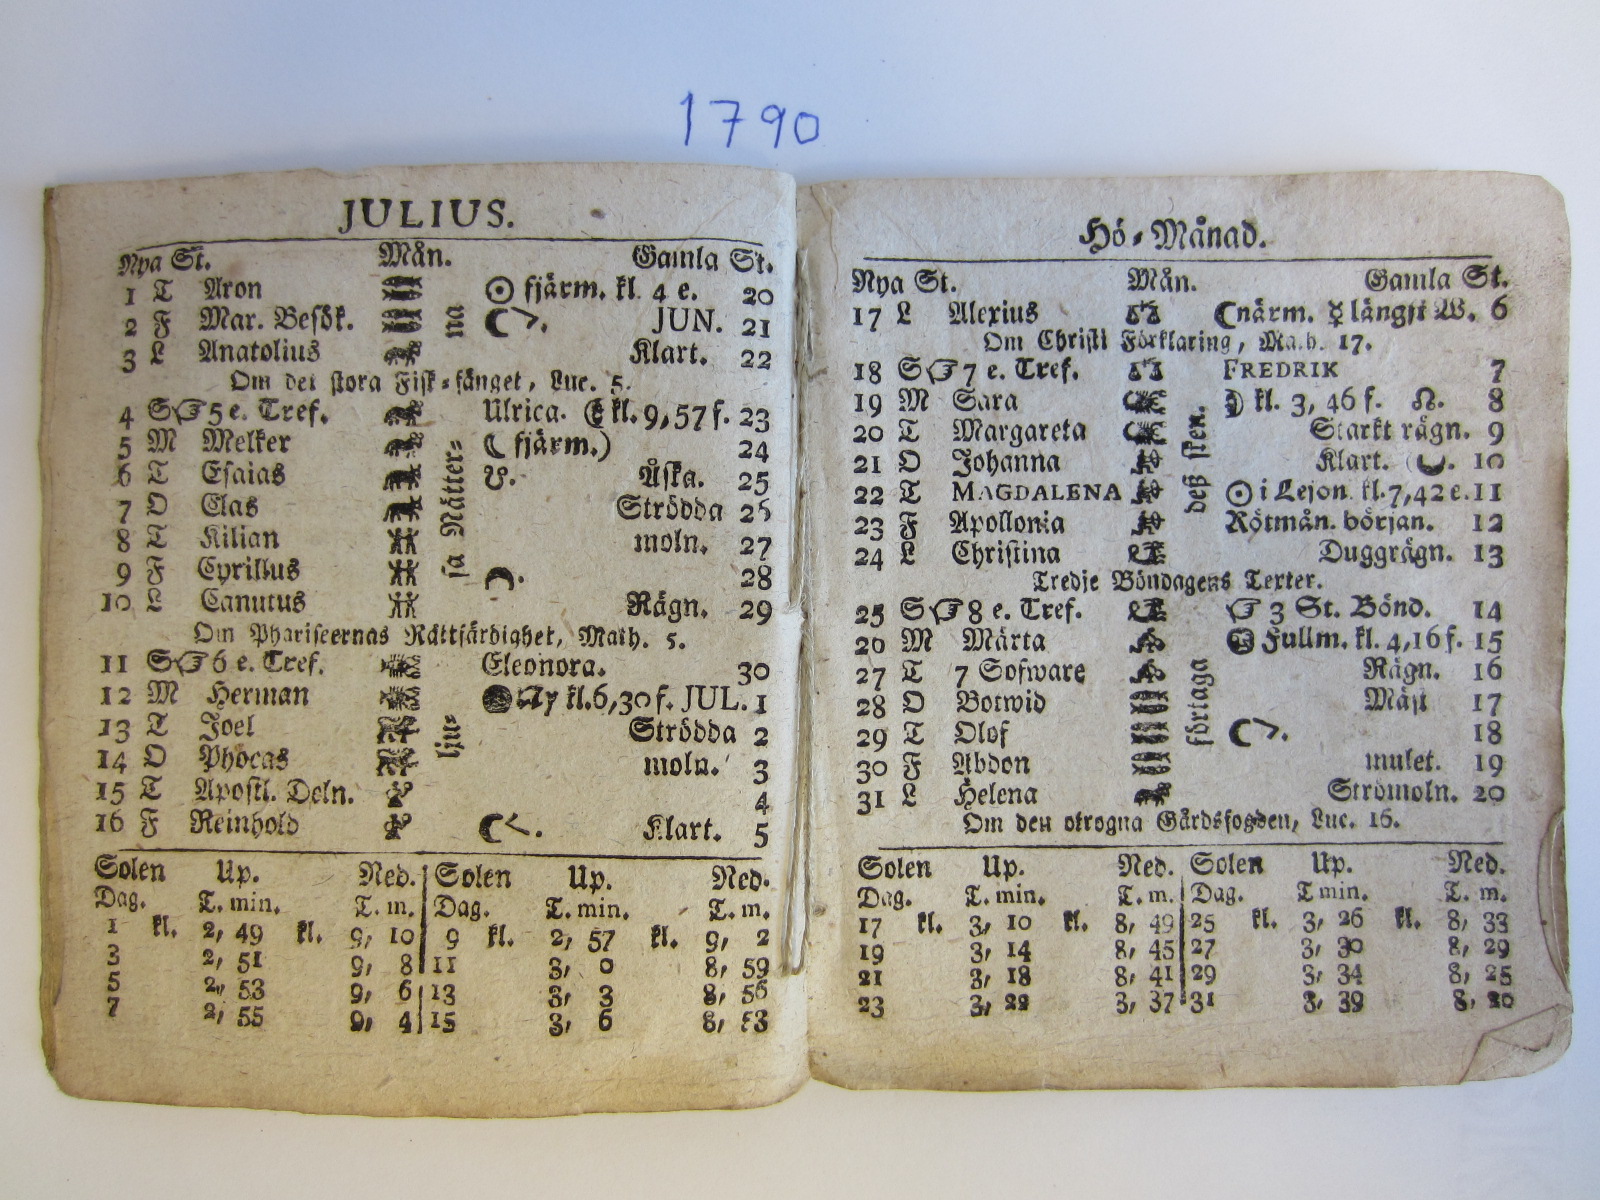 1790
JULIUS.
Nya St. Mån. Gamla St.
1 T Aron ☉ fjärm. kl. 4 e. 20
2 F Mar. Besök. JUN. 21
3 L Anatolius Klart. 22
Om det stora Fisk-fänget, Luc. 5.
4 S☞5 e. Tref. Ulrica. kl. 9, 57 f. 23
5 M Melker (☾ fjärm.) 24
6 T Esaias ☋. Åska. 25
7 O Clas Strödda 26
8 T Kilian moln. 27
9 F Cyrillus 28
10 L Canutus Rägn. 29
Om Phariseernas Rättfärdighet, Math. 5.
11 S☞6 e. Tref. Eleonora. 30
12 M Herman Ny kl. 6, 30 f. JUL. 1
13 T Joel Strödda 2
14 O Phocas moln. 3
15 T Apostl. Deln. 4
16 F Reinhold Klart. 5
na
sa Nätter-
lju-
Solen Up. Ned. Solen Up. Ned.
Dag. T. min. T. m. Dag. T. min. T. m.
1 kl. 2, 49 kl. 9, 10 9 kl. 2, 57 kl. 9, 2
3 2, 51 9, 8 11 3, 0 8, 59
5 2, 53 9, 6 13 3, 3 8, 56
7 2, 55 9, 4 15 3, 6 8, 53
Hö-Månad.
Nya St. Mån. Gamla St.
17 L Alexius ☾närm. ☿ längst W. 6
Om Christi Förklaring, Math. 17.
18 S☞7 e. Tref. FREDRIK 7
19 M Sara ☽ kl. 3, 46 f. ☊. 8
20 T Margareta Starkt rägn. 9
21 O Johanna Klart. 10
22 T MAGDALENA ☉ i Lejon kl. 7, 42 e. 11
23 F Apollonia Rötmån. början. 12
24 L Christina Duggrägn. 13
Tredje Böndagens Texter.
25 S☞8 e. Tref. ☞ 3 St. Bönd. 14
20 M Märta Fullm. kl. 4, 16 f. 15
27 T 7 Sofware Rägn. 16
28 O Botwid Mäst 17
29 T Olof 18
30 F Abdon mulet. 19
31 L Helena Strömoln. 20
Om den otrogna Gårdsfogden, Luc. 16.
deß sken.
förtaga
Solen Up. Ned. Solen Up. Ned.
Dag. T. min. T. m. Dag. T min. T. m.
17 kl. 3, 10 kl. 8, 49 25 kl. 3, 26 kl. 8, 33
19 3, 14 8, 45 27 3, 30 8, 29
21 3, 18 8, 41 29 3, 34 8, 25
23 3, 22 3, 37 31 3, 39 8, 20